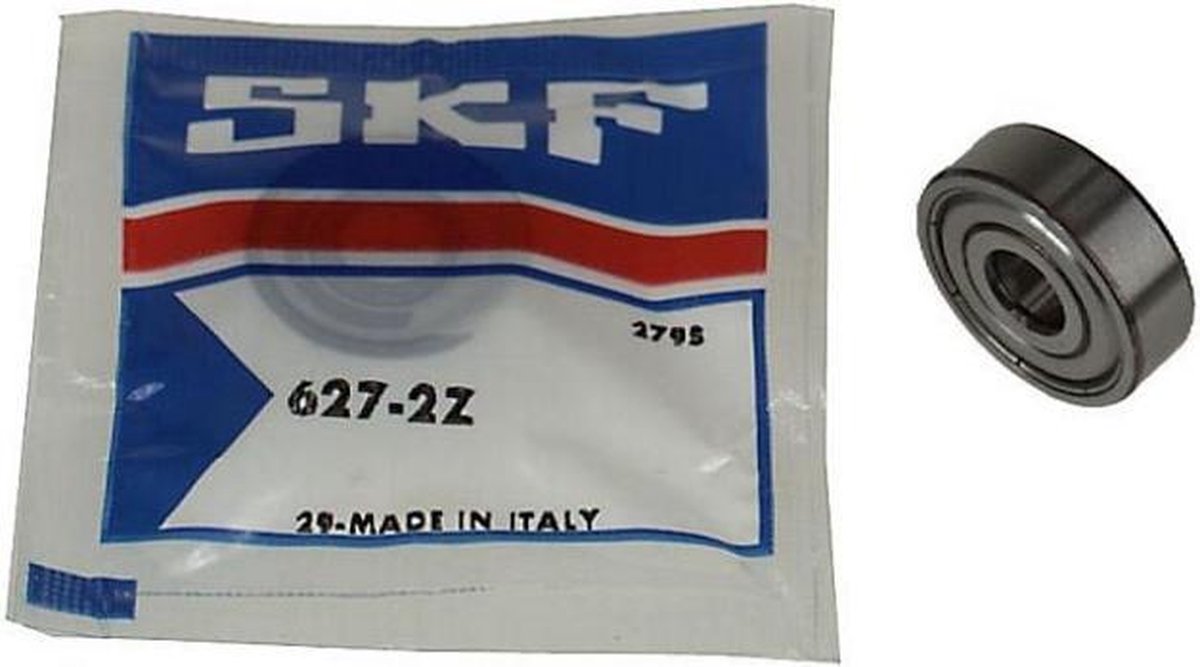 SKF
279S
627-2Z
29-MADE IN ITALY